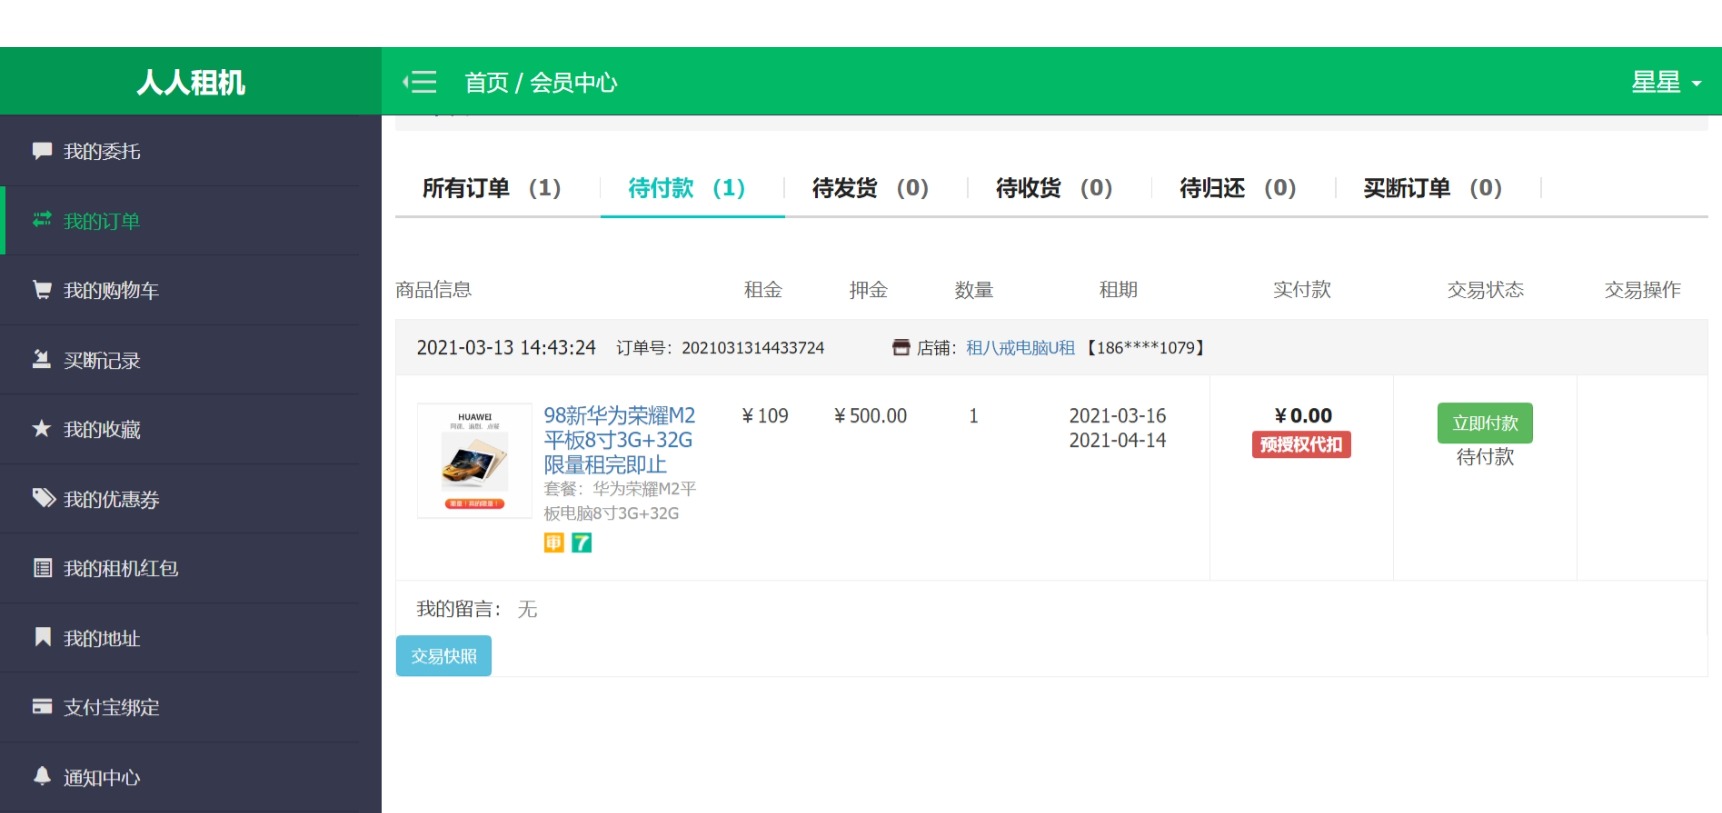 人人租机
首页 / 会员中心
星星
我的委托
我的订单
我的购物车
买断记录
我的收藏
我的优惠券
我的租机红包
我的地址
支付宝绑定
通知中心
所有订单 (1) 待付款 (1) 待发货 (0) 待收货 (0) 待归还 (0) 买断订单 (0)
商品信息 租金 押金 数量 租期 实付款 交易状态 交易操作
2021-03-13 14:43:24 订单号: 2021031314433724 店铺: 租八戒电脑U租 【186****1079】
HUAWEI
98新华为荣耀M2
平板8寸3G+32G
限量租完即止
套餐: 华为荣耀M2平
板电脑8寸3G+32G
¥109 ¥500.00 1
2021-03-16
2021-04-14
¥0.00
预授权代扣
立即付款
待付款
我的留言: 无
交易快照